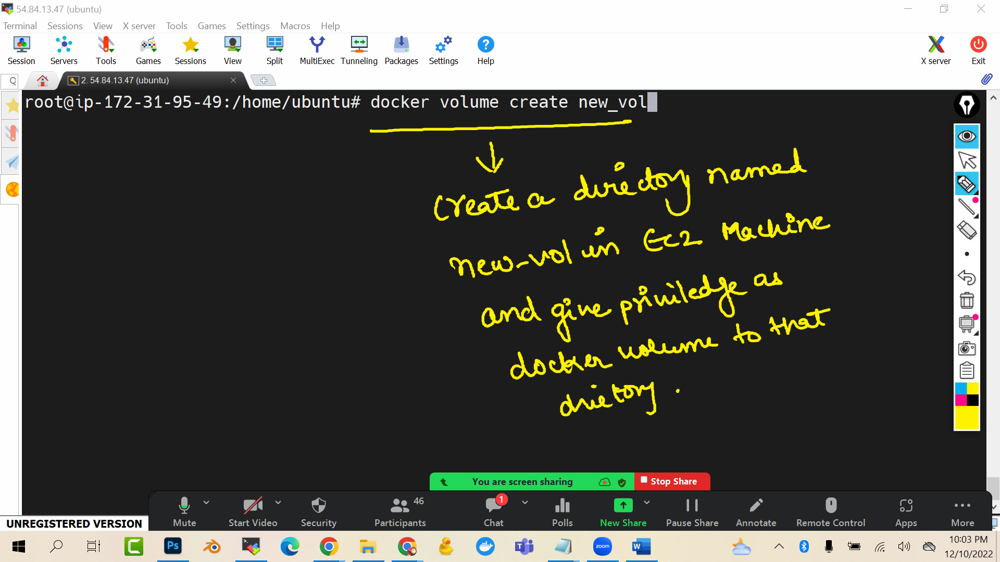 54.84.13.47 (ubuntu)
Terminal Sessions View X server Tools Games Settings Macros Help
Session Servers Tools Games Sessions View Split MultiExec Tunneling Packages Settings Help X server Exit
2. 54.84.13.47 (ubuntu)
root@ip-172-31-95-49:/home/ubuntu# docker volume create new_vol
Create a directory named
new-vol in EC2 Machine
and give priviledge as
docker volume to that
drietory .
You are screen sharing Stop Share
46 1
Mute Start Video Security Participants Chat Polls New Share Pause Share Annotate Remote Control Apps More
UNREGISTERED VERSION
Ps zoom W
10:03 PM
12/10/2022